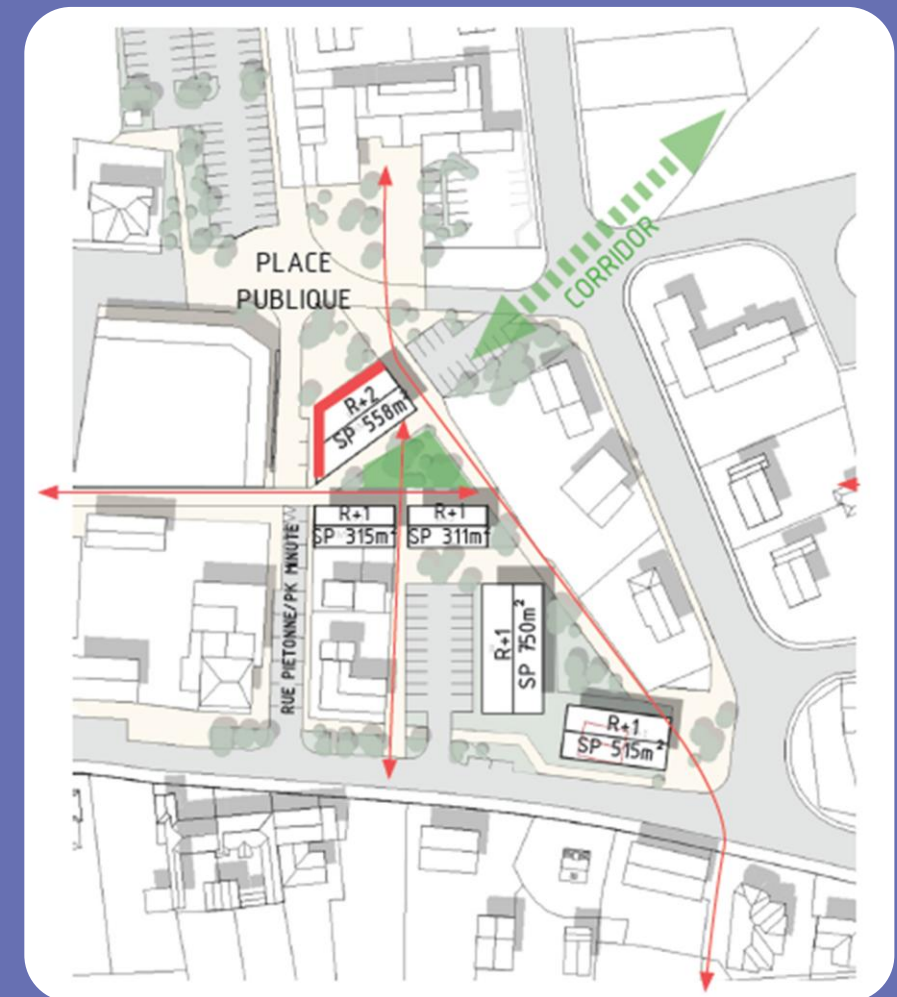 PLACE
PUBLIQUE
CORRIDOR
R+2
SP 558m²
R+1
SP 315m²
R+1
SP 311m²
RUE PIETONNE/PK MINUTE
R+1
SP 750m²
R+1
SP 515m²